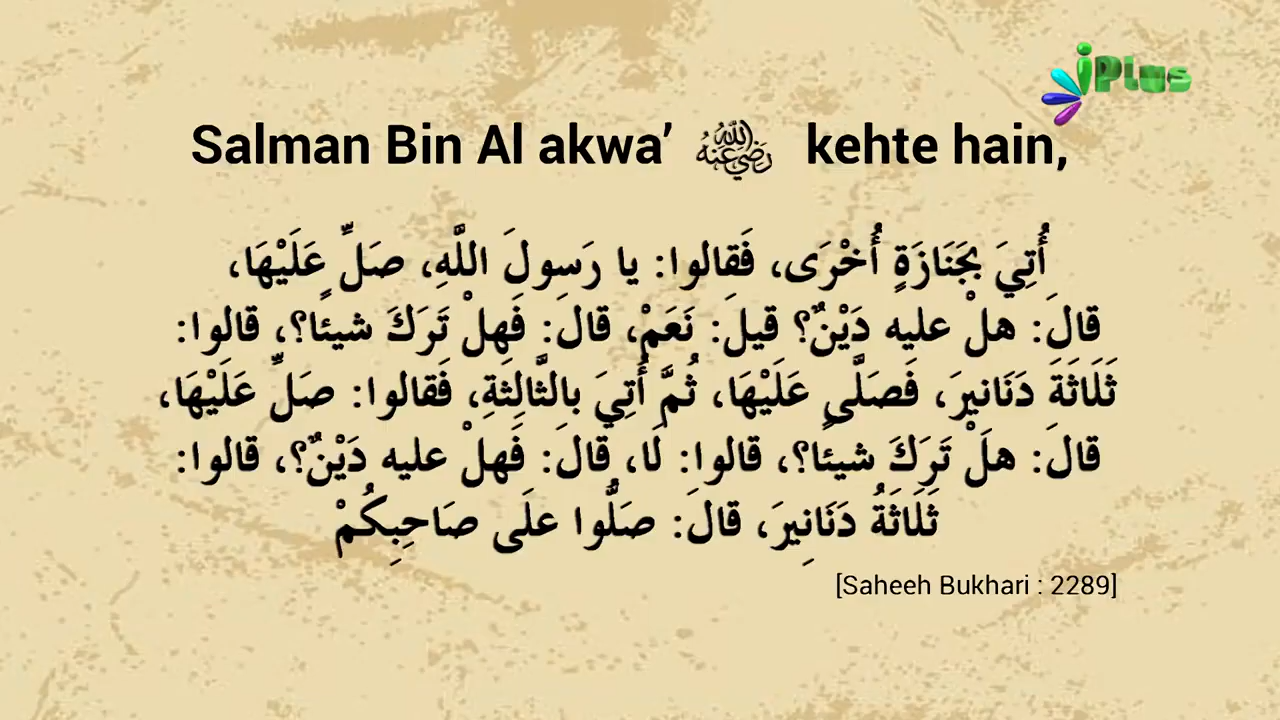 iPlus
Salman Bin Al akwa’ رضي الله عنه kehte hain,
أُتِيَ بجَنَازَةٍ أُخْرَى، فَقالوا: يا رَسولَ اللَّهِ، صَلِّ عَلَيْهَا،
قالَ: هلْ عليه دَيْنٌ؟ قيلَ: نَعَمْ، قالَ: فَهلْ تَرَكَ شيئًا؟، قالوا:
ثَلَاثَةَ دَنَانِيرَ، فَصَلَّى عَلَيْهَا، ثُمَّ أُتِيَ بالثَّالِثَةِ، فَقالوا: صَلِّ عَلَيْهَا،
قالَ: هلْ تَرَكَ شيئًا؟، قالوا: لَا، قالَ: فَهلْ عليه دَيْنٌ؟، قالوا:
ثَلَاثَةُ دَنَانِيرَ، قالَ: صَلُّوا علَى صَاحِبِكُمْ
[Saheeh Bukhari : 2289]